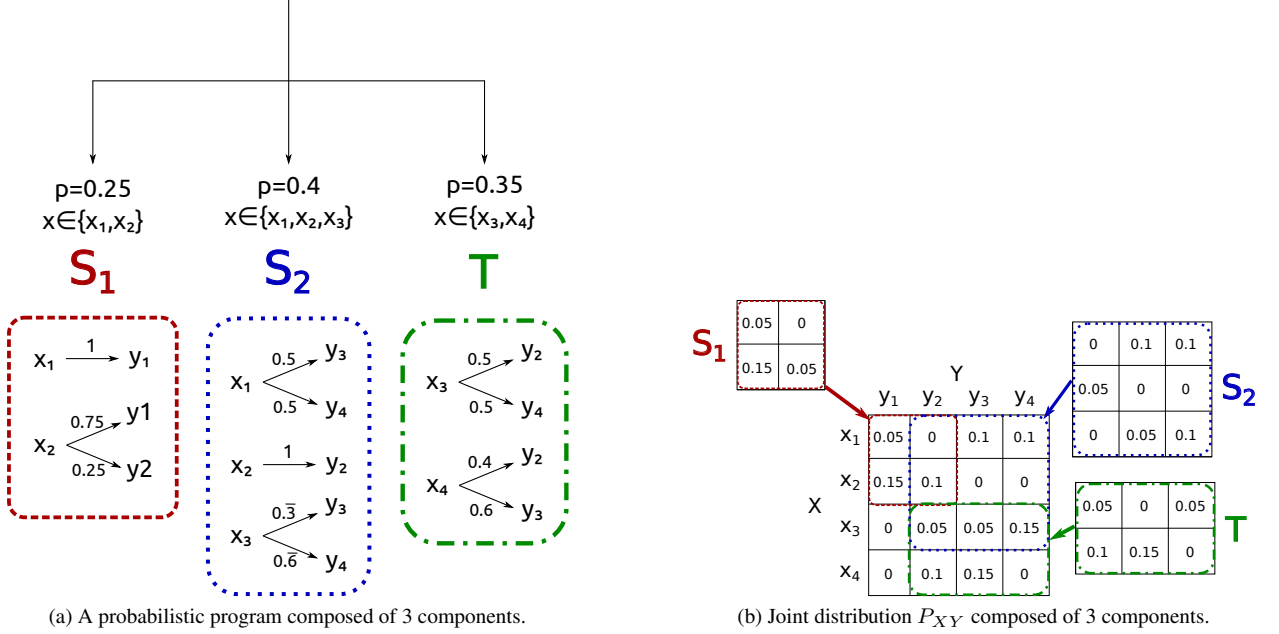 p=0.25
x∈{x₁,x₂}
S₁
p=0.4
x∈{x₁,x₂,x₃}
S₂
p=0.35
x∈{x₃,x₄}
T
x₁ 1 y₁
x₂ 0.75 y1
0.25 y2
x₁ 0.5 y₃
0.5 y₄
x₂ 1 y₂
x₃ 0.3̅ y₃
0.6̅ y₄
x₃ 0.5 y₂
0.5 y₄
x₄ 0.4 y₂
0.6 y₃
(a) A probabilistic program composed of 3 components.
S₁
0.05 0
0.15 0.05
S₂
0 0.1 0.1
0.05 0 0
0 0.05 0.1
T
0.05 0 0.05
0.1 0.15 0
Y
y₁ y₂ y₃ y₄
X
x₁ 0.05 0 0.1 0.1
x₂ 0.15 0.1 0 0
x₃ 0 0.05 0.05 0.15
x₄ 0 0.1 0.15 0
(b) Joint distribution P_XY composed of 3 components.